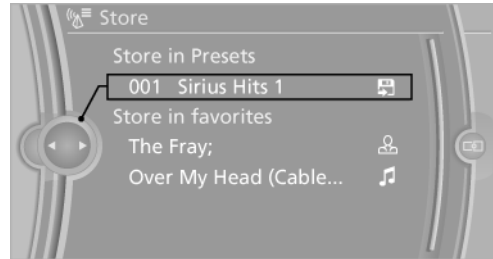 Store
Store in Presets
001 Sirius Hits 1
Store in favorites
The Fray;
Over My Head (Cable...